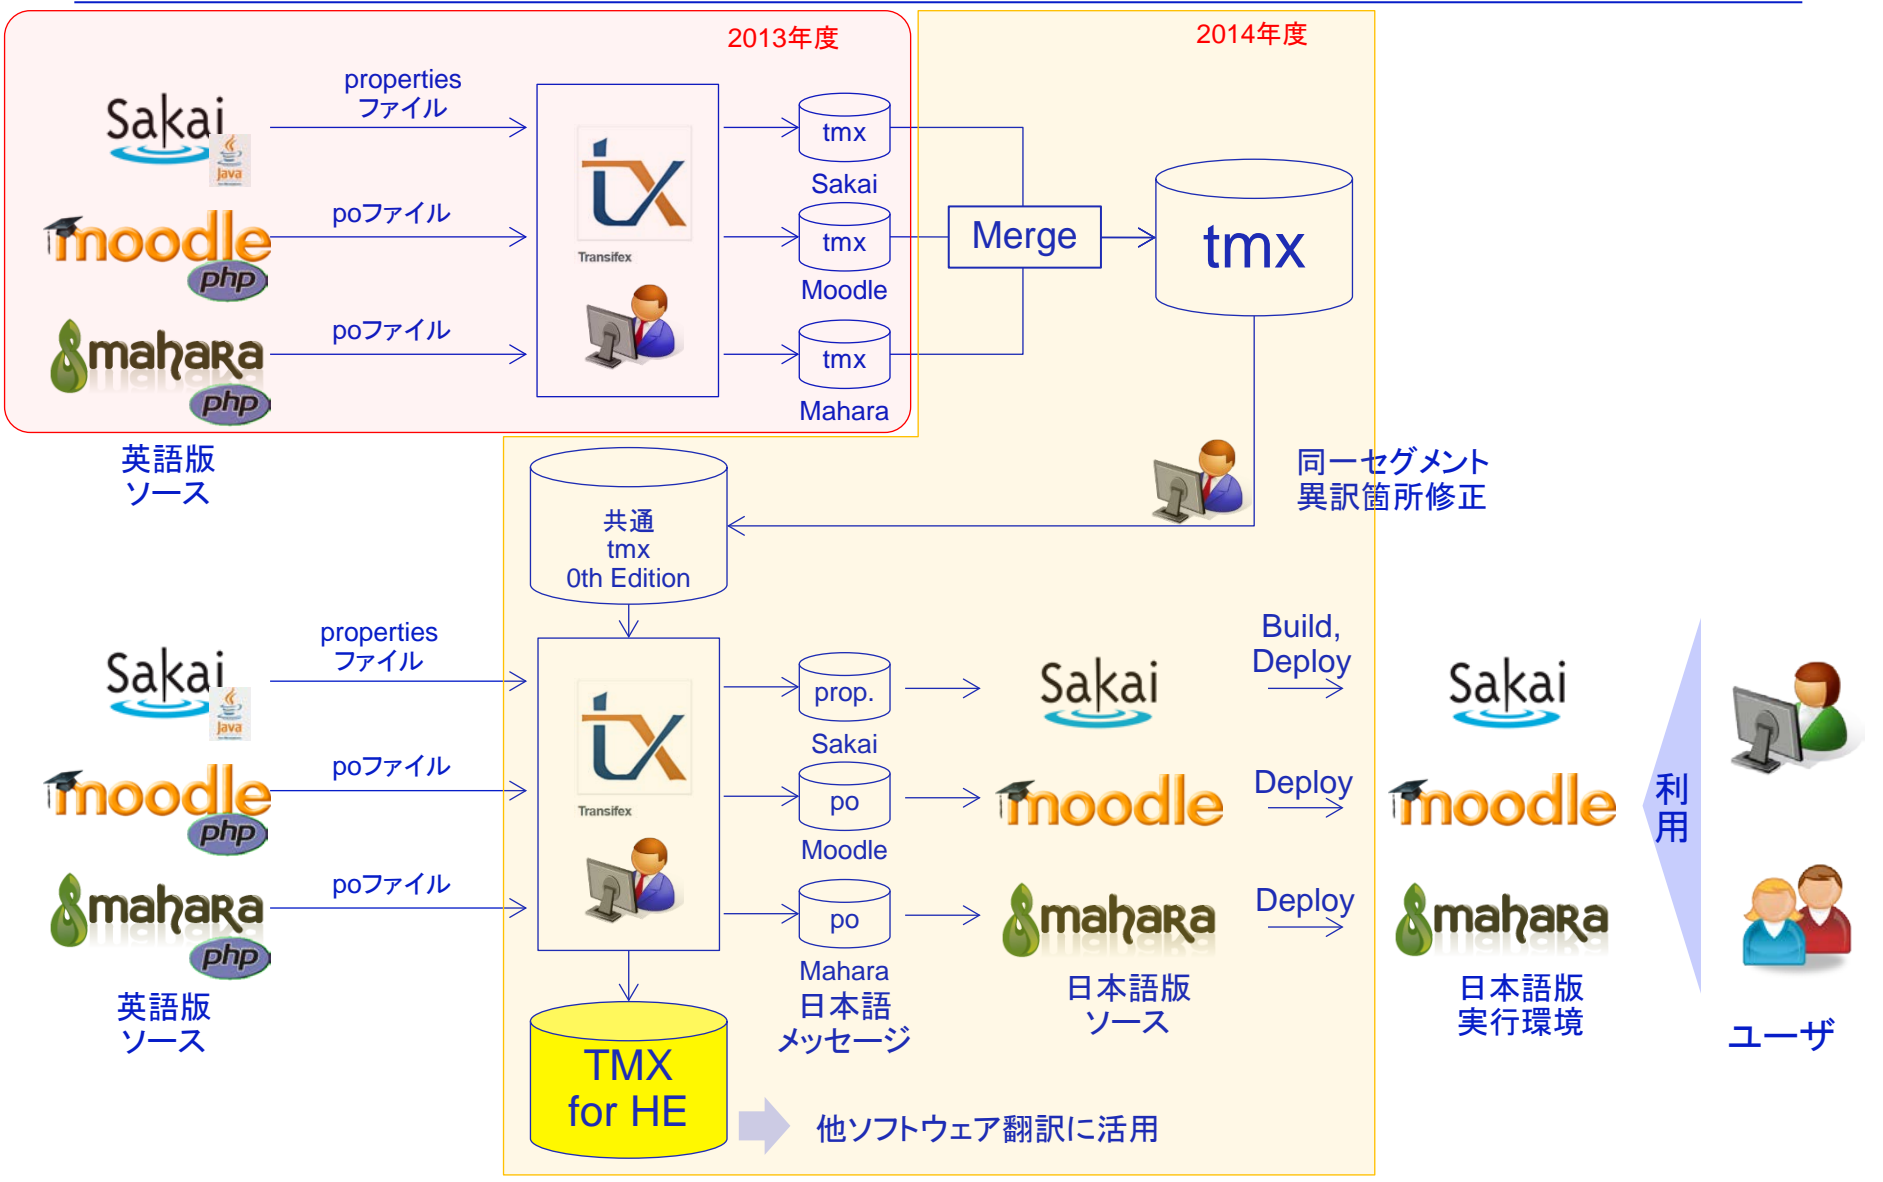 2013年度
2014年度
properties
ファイル
Sakai
Java
poファイル
moodle
php
poファイル
mahara
php
英語版
ソース
tx
Transifex
tmx
Sakai
tmx
Moodle
tmx
Mahara
Merge
tmx
同一セグメント
異訳箇所修正
共通
tmx
0th Edition
properties
ファイル
Sakai
Java
poファイル
moodle
php
poファイル
mahara
php
英語版
ソース
tx
Transifex
prop.
Sakai
po
Moodle
po
Mahara
日本語
メッセージ
Sakai
moodle
mahara
日本語版
ソース
Build,
Deploy
Deploy
Deploy
Sakai
moodle
mahara
日本語版
実行環境
利
用
ユーザ
TMX
for HE
他ソフトウェア翻訳に活用